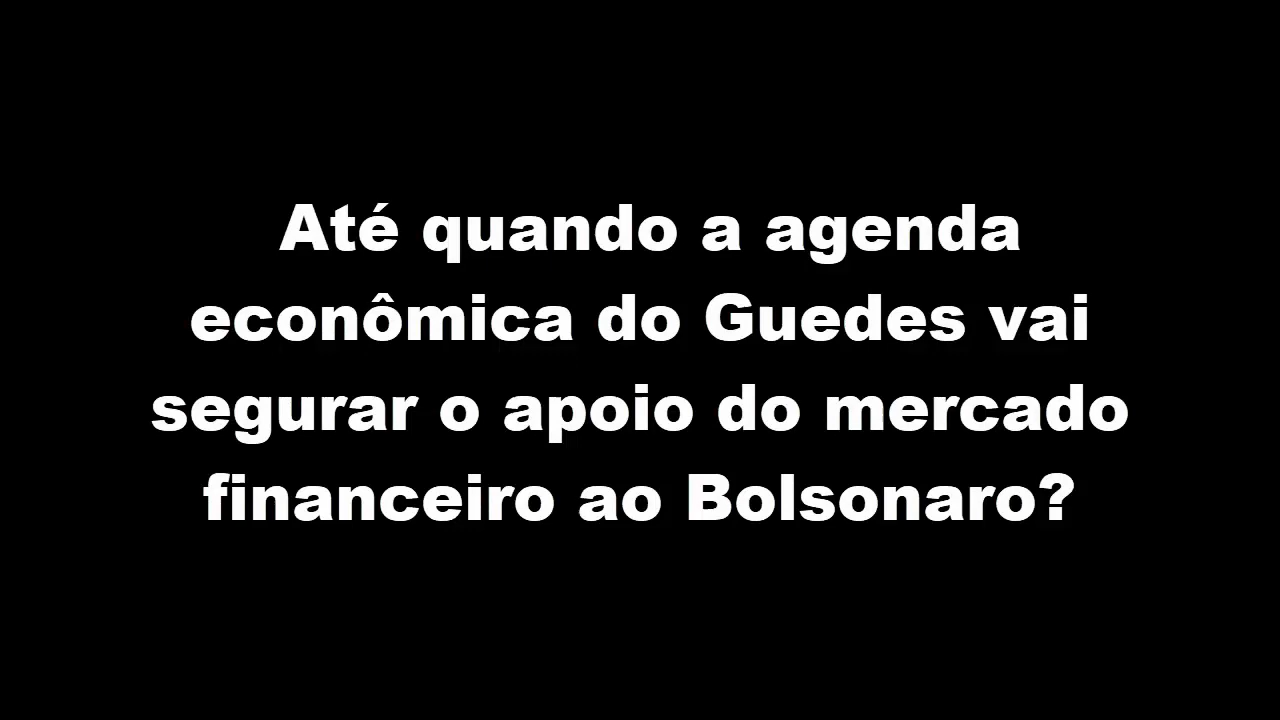 Até quando a agenda
econômica do Guedes vai
segurar o apoio do mercado
financeiro ao Bolsonaro?